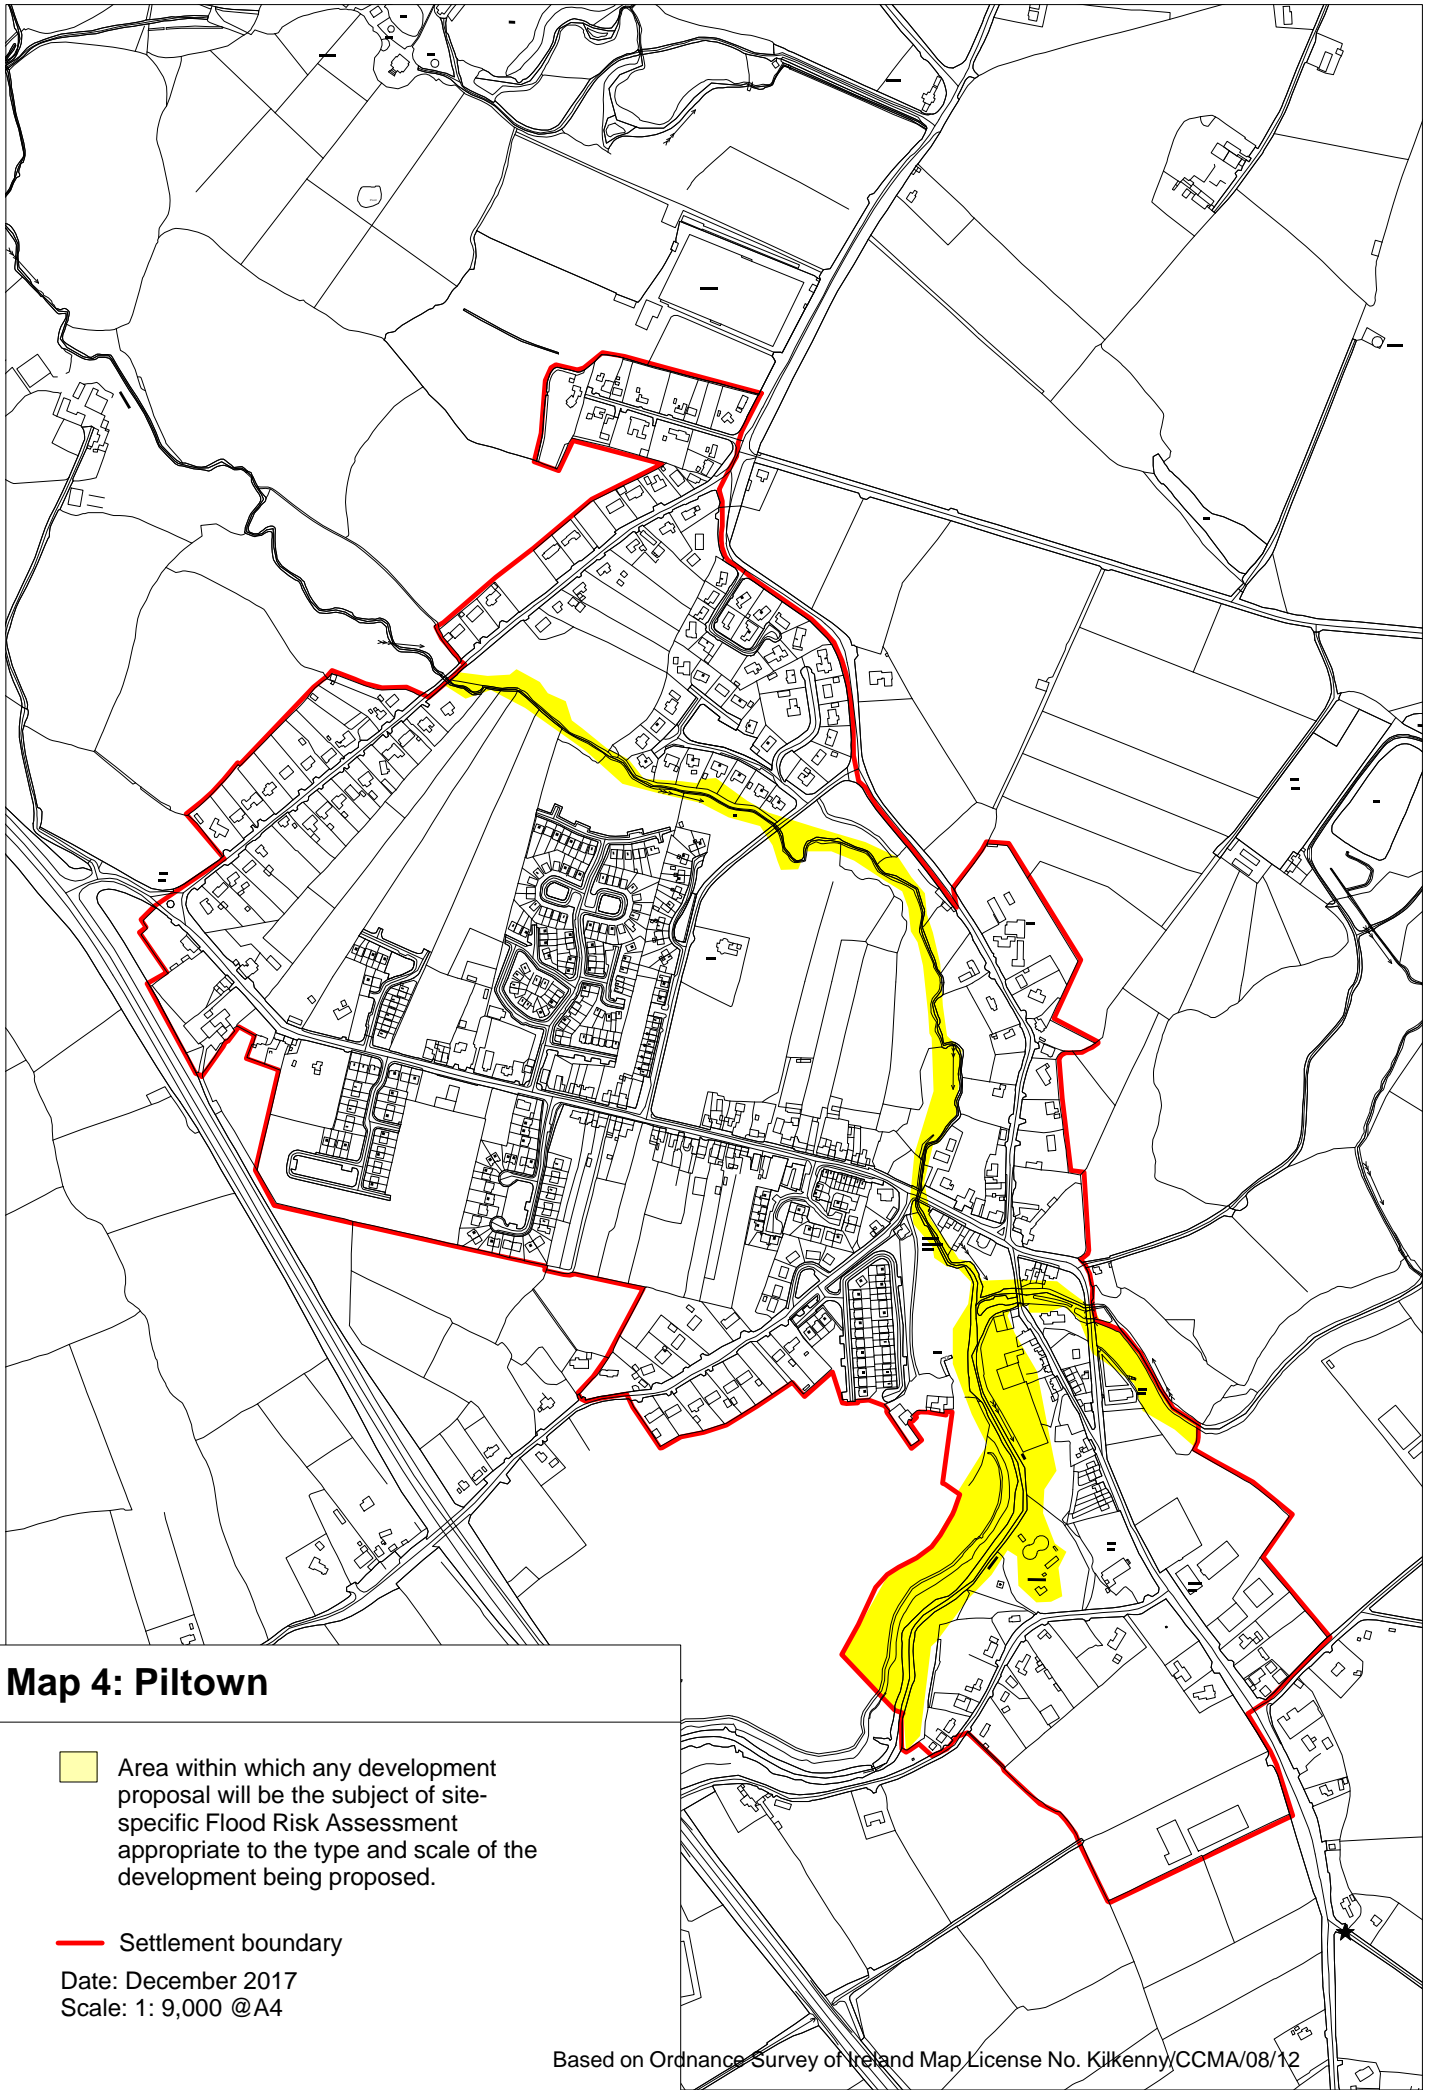 Map 4: Piltown
Area within which any development
proposal will be the subject of site-
specific Flood Risk Assessment
appropriate to the type and scale of the
development being proposed.
Settlement boundary
Date: December 2017
Scale: 1: 9,000 @A4
Based on Ordnance Survey of Ireland Map License No. Kilkenny/CCMA/08/12